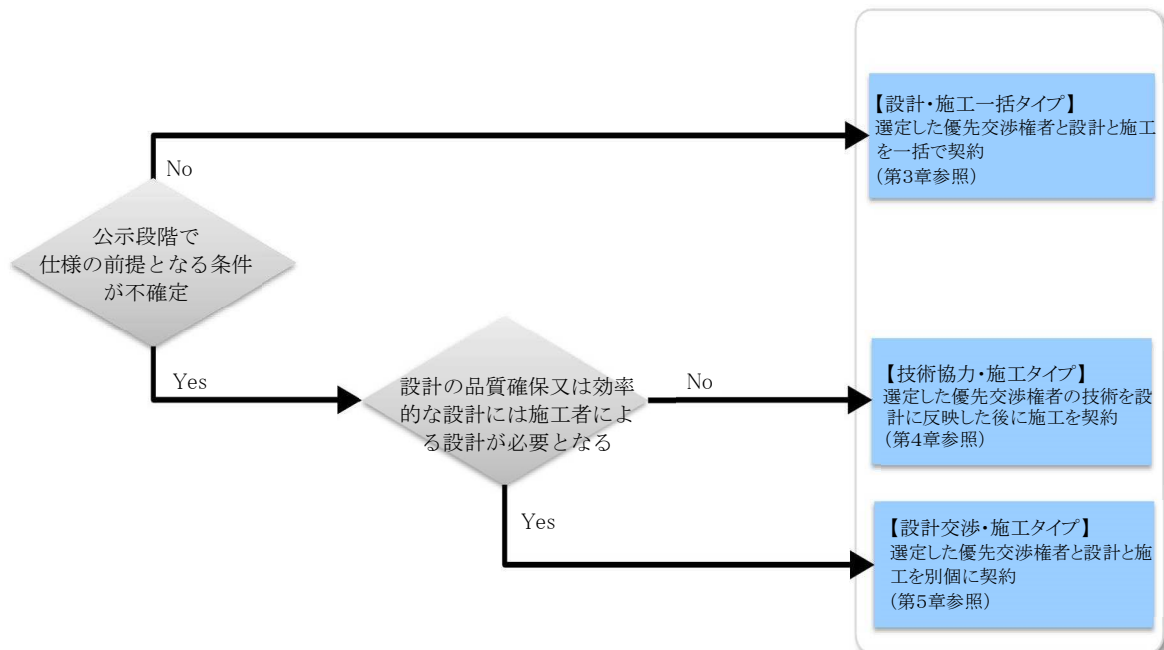 【設計・施工一括タイプ】
選定した優先交渉権者と設計と施工
を一括で契約
(第3章参照)
No
公示段階で
仕様の前提となる条件
が不確定
Yes
設計の品質確保又は効率
的な設計には施工者によ
る設計が必要となる
No
【技術協力・施工タイプ】
選定した優先交渉権者の技術を設
計に反映した後に施工を契約
(第4章参照)
Yes
【設計交渉・施工タイプ】
選定した優先交渉権者と設計と施
工を別個に契約
(第5章参照)